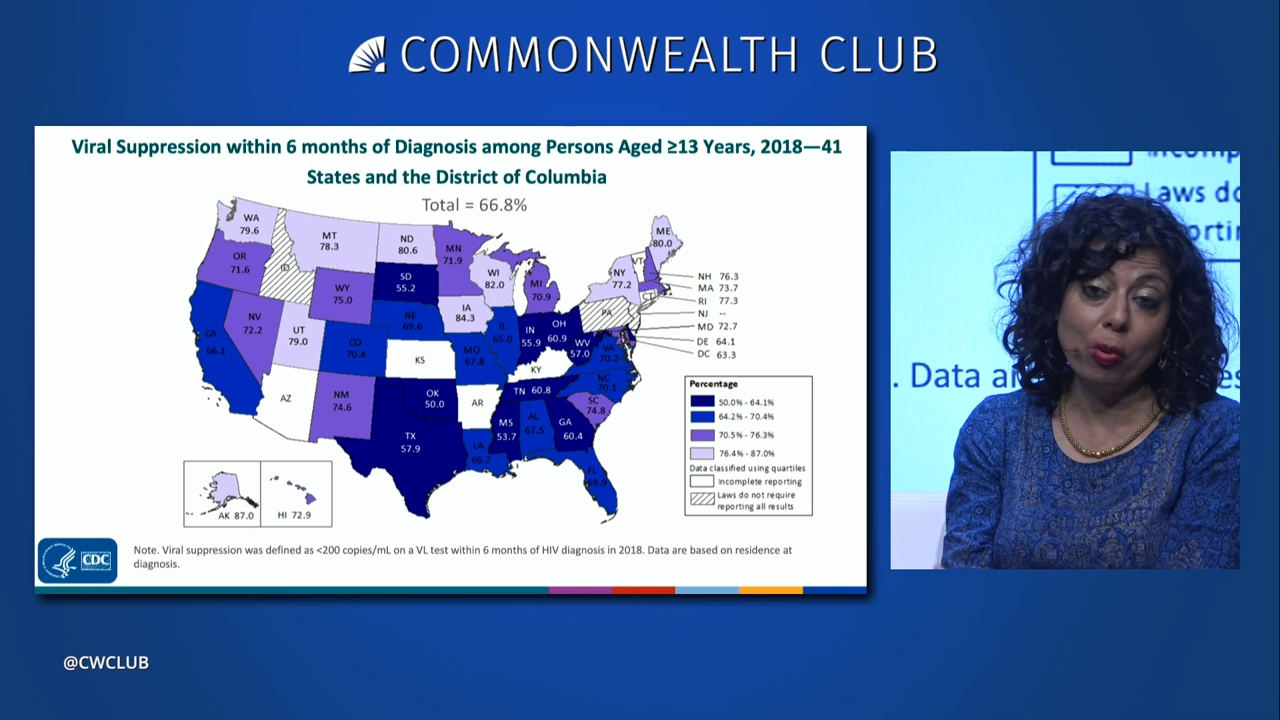 COMMONWEALTH CLUB
Viral Suppression within 6 months of Diagnosis among Persons Aged ≥13 Years, 2018—41
States and the District of Columbia
Total = 66.8%
WA
79.6
MT
78.3
ND
80.6
MN
71.9
ME
80.0
OR
71.6
ID
SD
55.2
WI
82.0
VT
NY
77.2
WY
75.0
MI
70.9
CT
PA
NH 76.3
MA 73.7
RI 77.3
NJ --
MD 72.7
DE 64.1
DC 63.3
NV
72.2
UT
79.0
NE
69.6
IA
84.3
CA
66.1
CO
70.4
IL
65.0
IN
55.9
OH
60.9
WV
57.0
VA
70.2
KS
MO
67.8
KY
NC
70.1
AZ
NM
74.6
OK
50.0
AR
TN 60.8
SC
74.8
TX
57.9
MS
53.7
AL
67.5
GA
60.4
LA
66.7
FL
69.9
AK 87.0
HI 72.9
Percentage
50.0% - 64.1%
64.2% - 70.4%
70.5% - 76.3%
76.4% - 87.0%
Data classified using quartiles
Incomplete reporting
Laws do not require
reporting all results
CDC
Note. Viral suppression was defined as <200 copies/mL on a VL test within 6 months of HIV diagnosis in 2018. Data are based on residence at
diagnosis.
Laws do
. Data
@CWCLUB